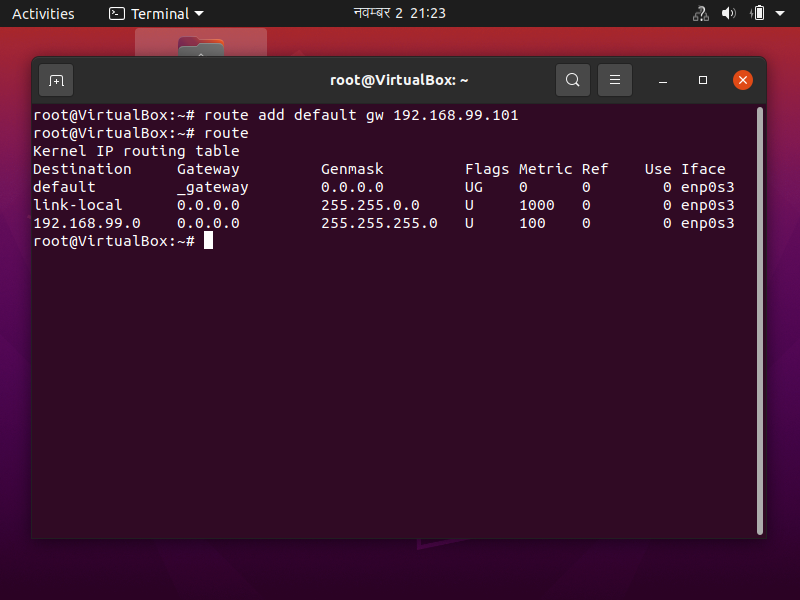 Activities Terminal नवम्बर 2 21:23
root@VirtualBox: ~
root@VirtualBox:~# route add default gw 192.168.99.101
root@VirtualBox:~# route
Kernel IP routing table
Destination Gateway Genmask Flags Metric Ref Use Iface
default _gateway 0.0.0.0 UG 0 0 0 enp0s3
link-local 0.0.0.0 255.255.0.0 U 1000 0 0 enp0s3
192.168.99.0 0.0.0.0 255.255.255.0 U 100 0 0 enp0s3
root@VirtualBox:~#